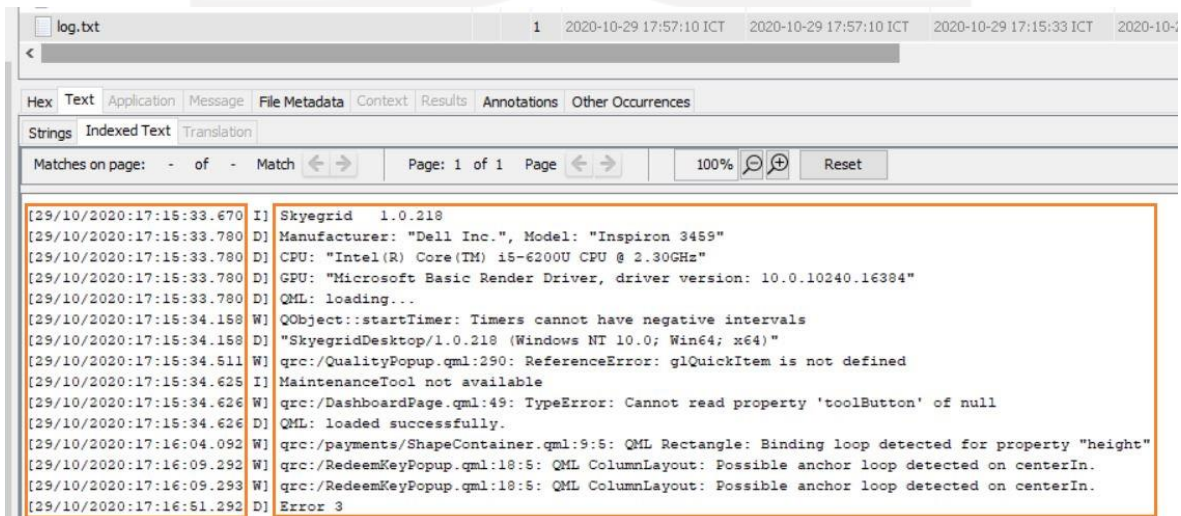 log.txt 1 2020-10-29 17:57:10 ICT 2020-10-29 17:57:10 ICT 2020-10-29 17:15:33 ICT 2020-10-2
Hex Text Application Message File Metadata Context Results Annotations Other Occurrences
Strings Indexed Text Translation
Matches on page: - of - Match Page: 1 of 1 Page 100% Reset
[29/10/2020:17:15:33.670 I] Skyegrid 1.0.218
[29/10/2020:17:15:33.780 D] Manufacturer: "Dell Inc.", Model: "Inspiron 3459"
[29/10/2020:17:15:33.780 D] CPU: "Intel(R) Core(TM) i5-6200U CPU @ 2.30GHz"
[29/10/2020:17:15:33.780 D] GPU: "Microsoft Basic Render Driver, driver version: 10.0.10240.16384"
[29/10/2020:17:15:33.780 D] QML: loading...
[29/10/2020:17:15:34.158 W] QObject::startTimer: Timers cannot have negative intervals
[29/10/2020:17:15:34.158 D] "SkyegridDesktop/1.0.218 (Windows NT 10.0; Win64; x64)"
[29/10/2020:17:15:34.511 W] qrc:/QualityPopup.qml:290: ReferenceError: glQuickItem is not defined
[29/10/2020:17:15:34.625 I] MaintenanceTool not available
[29/10/2020:17:15:34.626 W] qrc:/DashboardPage.qml:49: TypeError: Cannot read property 'toolButton' of null
[29/10/2020:17:15:34.626 D] QML: loaded successfully.
[29/10/2020:17:16:04.092 W] qrc:/payments/ShapeContainer.qml:9:5: QML Rectangle: Binding loop detected for property "height"
[29/10/2020:17:16:09.292 W] qrc:/RedeemKeyPopup.qml:18:5: QML ColumnLayout: Possible anchor loop detected on centerIn.
[29/10/2020:17:16:09.293 W] qrc:/RedeemKeyPopup.qml:18:5: QML ColumnLayout: Possible anchor loop detected on centerIn.
[29/10/2020:17:16:51.292 D] Error 3